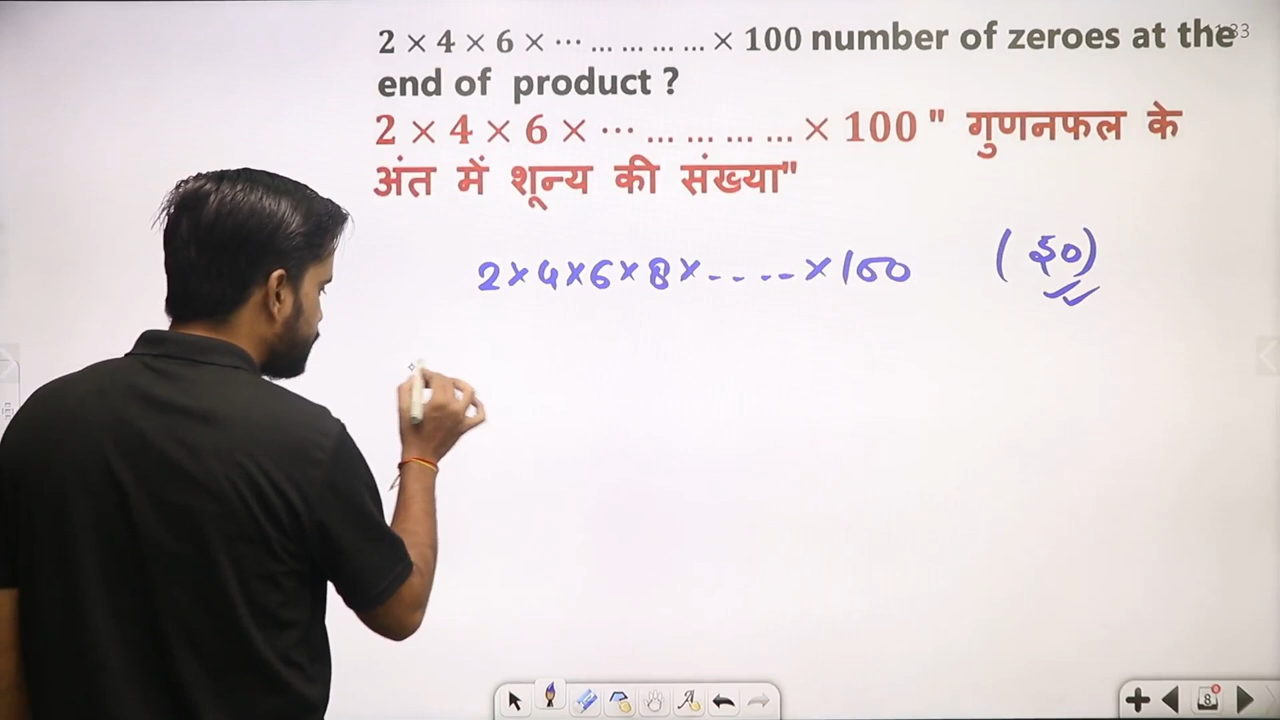 2 × 4 × 6 × ⋯ … … … … × 100 number of zeroes at the
end of product ?
2 × 4 × 6 × ⋯ … … … … × 100 " गुणनफल के
अंत में शून्य की संख्या"
2×4×6×8×.....×100
8